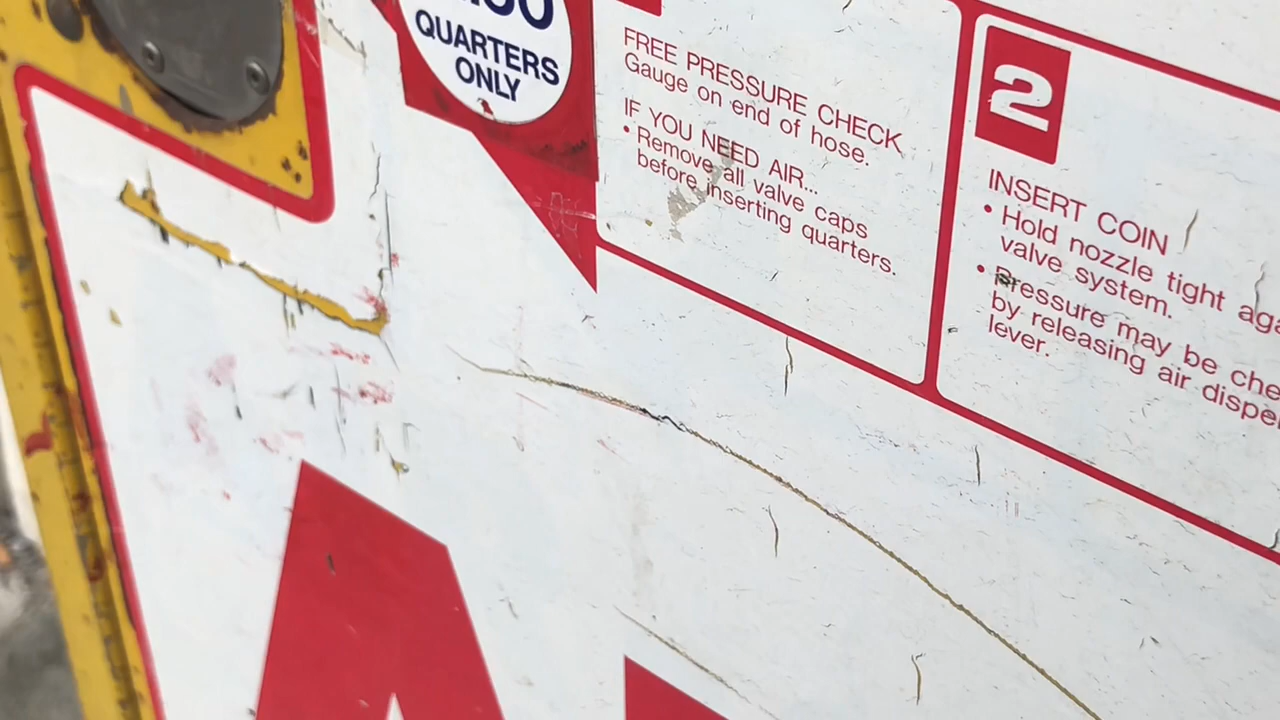 QUARTERS
ONLY
FREE PRESSURE CHECK
Gauge on end of hose.
IF YOU NEED AIR...
• Remove all valve caps
before inserting quarters.
2
INSERT COIN
• Hold nozzle tight
valve system.
• Pressure may be
by releasing air
lever.
A